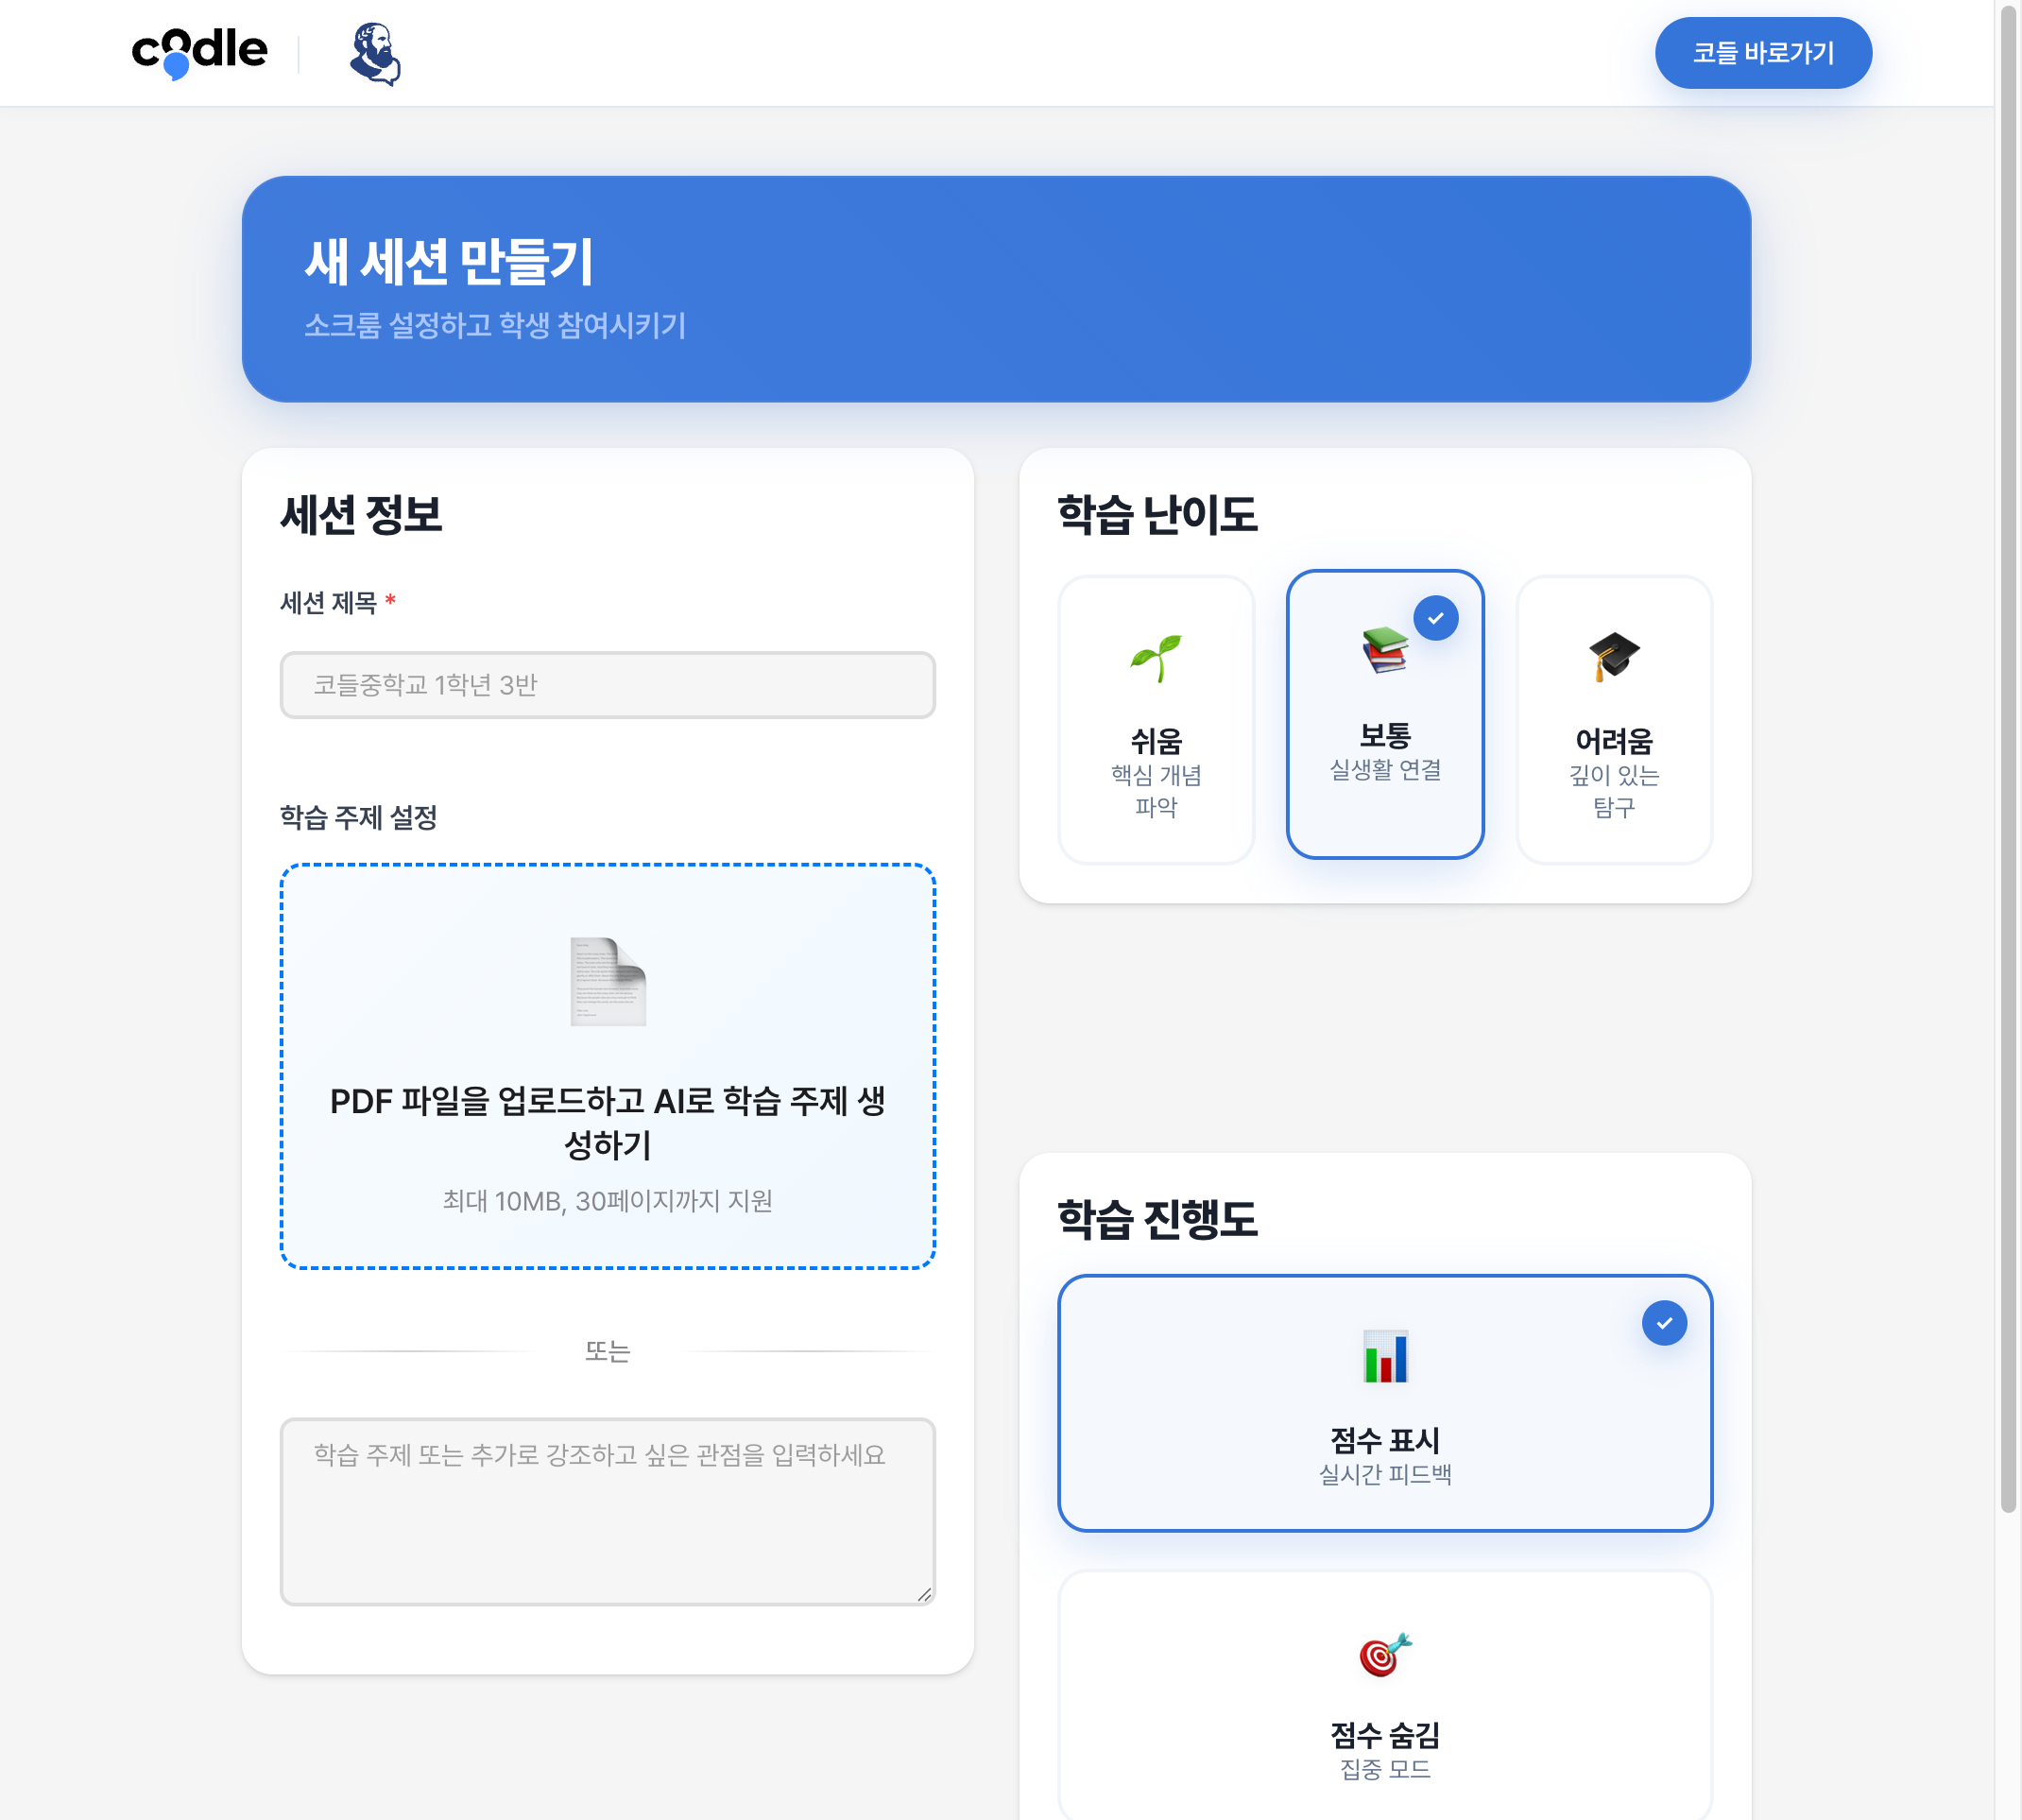 codle
코들 바로가기
새 세션 만들기
소크룸 설정하고 학생 참여시키기
세션 정보
세션 제목 *
코들중학교 1학년 3반
학습 주제 설정
PDF 파일을 업로드하고 AI로 학습 주제 생
성하기
최대 10MB, 30페이지까지 지원
또는
학습 주제 또는 추가로 강조하고 싶은 관점을 입력하세요
학습 난이도
쉬움
핵심 개념
파악
보통
실생활 연결
어려움
깊이 있는
탐구
학습 진행도
점수 표시
실시간 피드백
점수 숨김
집중 모드